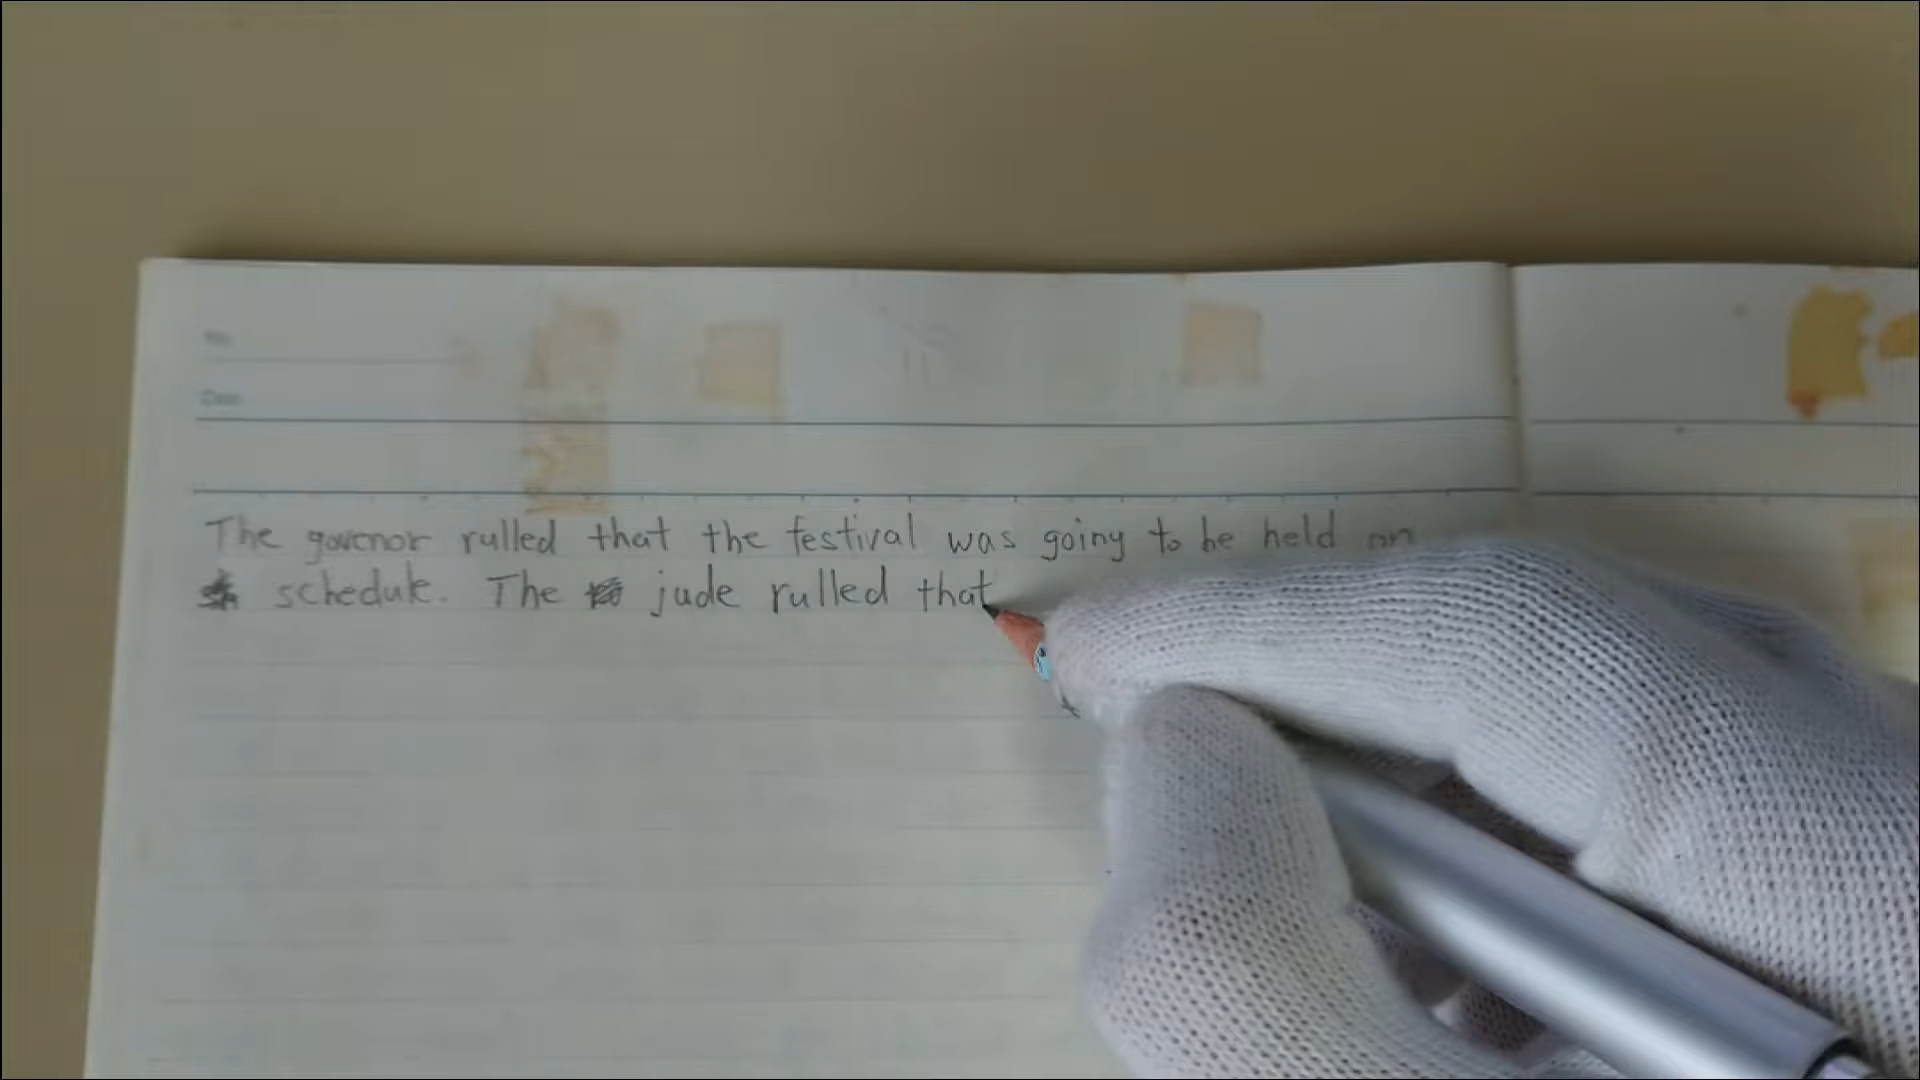 The govenor rulled that the festival was going to be held on
schedule. The jude rulled that